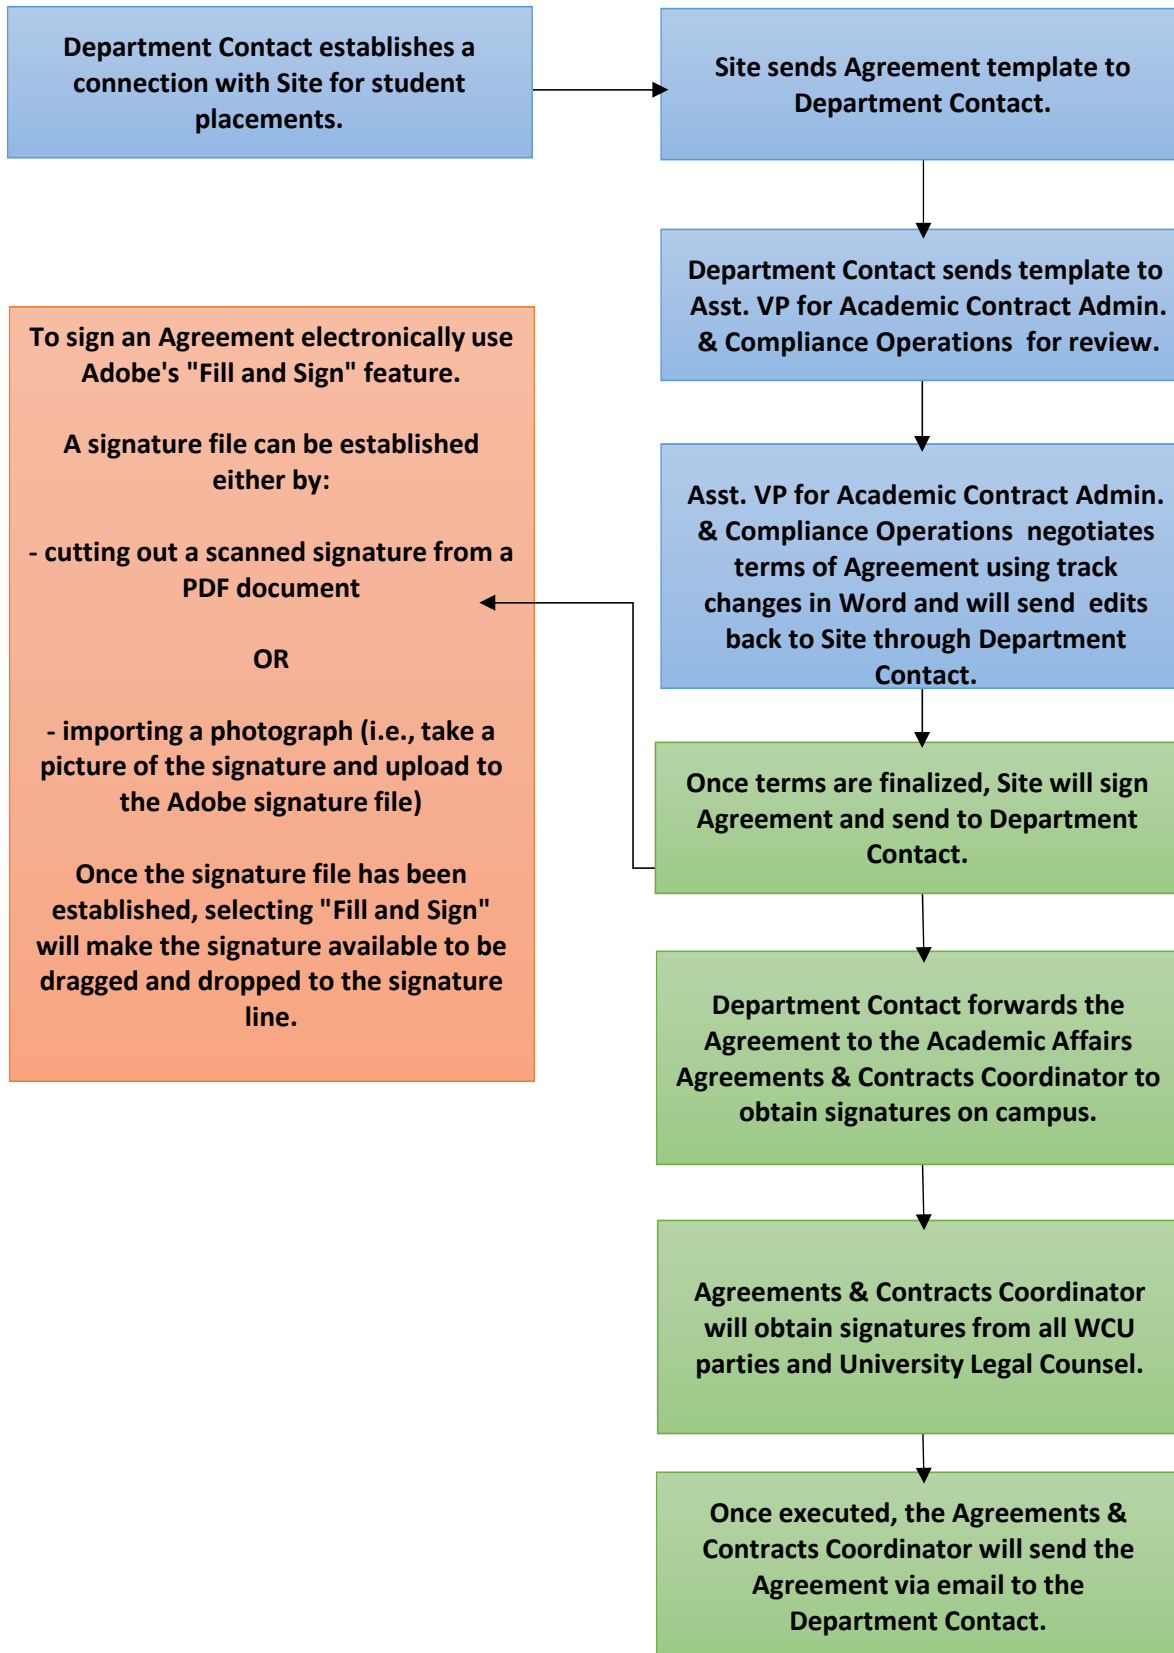 Department Contact establishes a
connection with Site for student
placements.
Site sends Agreement template to
Department Contact.
Department Contact sends template to
Asst. VP for Academic Contract Admin.
& Compliance Operations for review.
Asst. VP for Academic Contract Admin.
& Compliance Operations negotiates
terms of Agreement using track
changes in Word and will send edits
back to Site through Department
Contact.
Once terms are finalized, Site will sign
Agreement and send to Department
Contact.
To sign an Agreement electronically use
Adobe's "Fill and Sign" feature.
A signature file can be established
either by:
- cutting out a scanned signature from a
PDF document
OR
- importing a photograph (i.e., take a
picture of the signature and upload to
the Adobe signature file)
Once the signature file has been
established, selecting "Fill and Sign"
will make the signature available to be
dragged and dropped to the signature
line.
Department Contact forwards the
Agreement to the Academic Affairs
Agreements & Contracts Coordinator to
obtain signatures on campus.
Agreements & Contracts Coordinator
will obtain signatures from all WCU
parties and University Legal Counsel.
Once executed, the Agreements &
Contracts Coordinator will send the
Agreement via email to the
Department Contact.